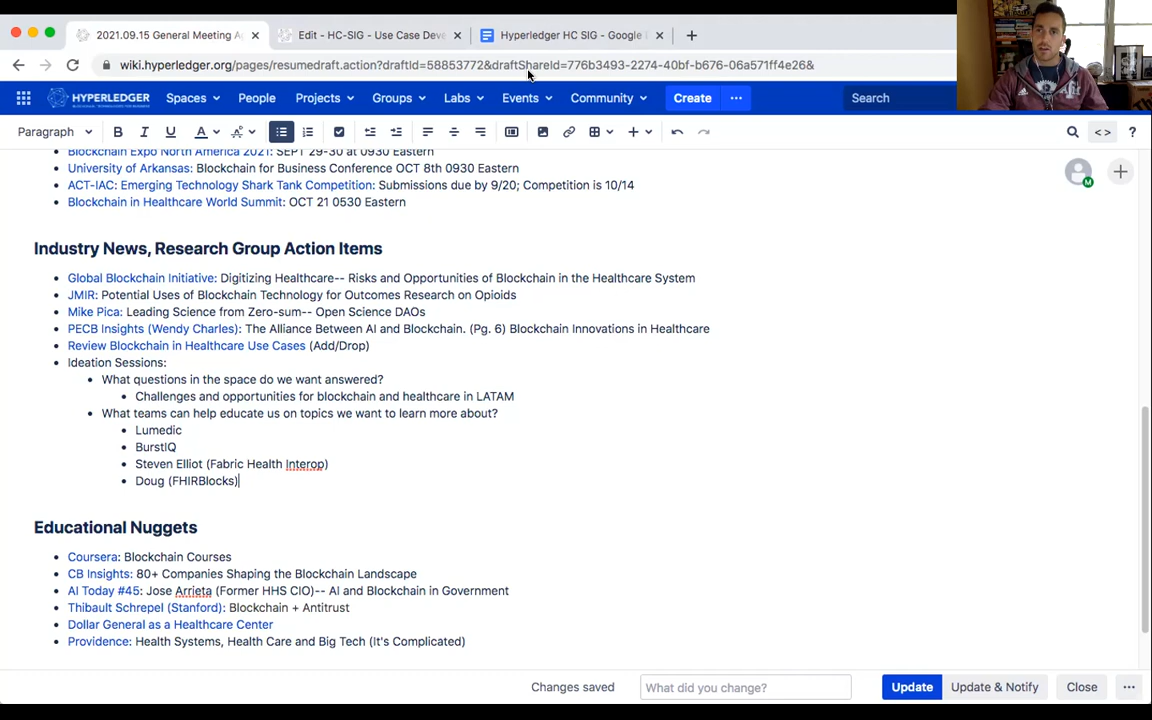 2021.09.15 General Meeting A
Edit - HC-SIG - Use Case Deve
Hyperledger HC SIG - Google
wiki.hyperledger.org/pages/resumedraft.action?draftId=58853772&draftShareId=776b3493-2274-40bf-b676-06a571ff4e26&
HYPERLEDGER Spaces People Projects Groups Labs Events Community Create Search
Paragraph B I U A
Blockchain Expo North America 2021: SEPT 29-30 at 0930 Eastern
University of Arkansas: Blockchain for Business Conference OCT 8th 0930 Eastern
ACT-IAC: Emerging Technology Shark Tank Competition: Submissions due by 9/20; Competition is 10/14
Blockchain in Healthcare World Summit: OCT 21 0530 Eastern
Industry News, Research Group Action Items
Global Blockchain Initiative: Digitizing Healthcare-- Risks and Opportunities of Blockchain in the Healthcare System
JMIR: Potential Uses of Blockchain Technology for Outcomes Research on Opioids
Mike Pica: Leading Science from Zero-sum-- Open Science DAOs
PECB Insights (Wendy Charles): The Alliance Between AI and Blockchain. (Pg. 6) Blockchain Innovations in Healthcare
Review Blockchain in Healthcare Use Cases (Add/Drop)
Ideation Sessions:
What questions in the space do we want answered?
Challenges and opportunities for blockchain and healthcare in LATAM
What teams can help educate us on topics we want to learn more about?
Lumedic
BurstIQ
Steven Elliot (Fabric Health Interop)
Doug (FHIRBlocks)
Educational Nuggets
Coursera: Blockchain Courses
CB Insights: 80+ Companies Shaping the Blockchain Landscape
AI Today #45: Jose Arrieta (Former HHS CIO)-- AI and Blockchain in Government
Thibault Schrepel (Stanford): Blockchain + Antitrust
Dollar General as a Healthcare Center
Providence: Health Systems, Health Care and Big Tech (It's Complicated)
Changes saved What did you change? Update Update & Notify Close